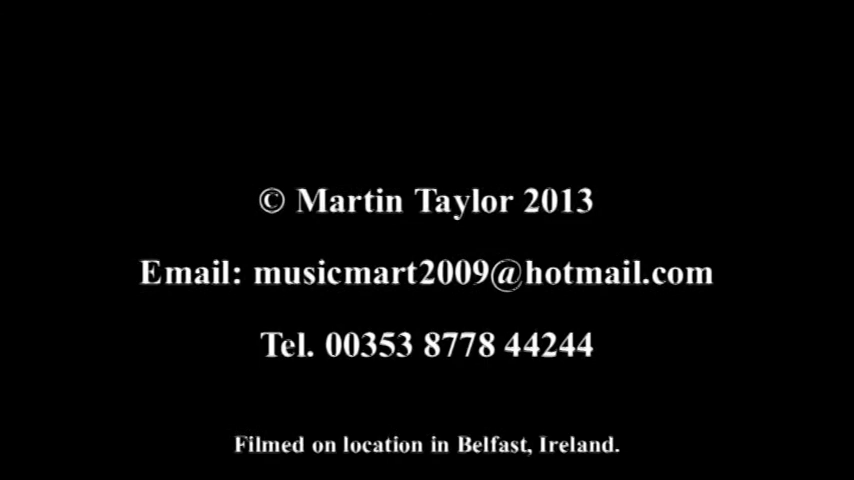 © Martin Taylor 2013
Email: musicmart2009@hotmail.com
Tel. 00353 8778 44244
Filmed on location in Belfast, Ireland.